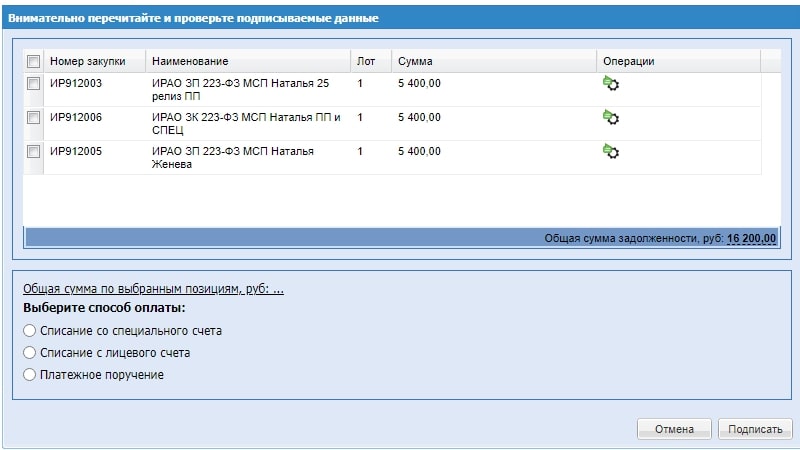 Внимательно перечитайте и проверьте подписываемые данные
Номер закупки Наименование Лот Сумма Операции
ИР912003 ИРАО ЗП 223-ФЗ МСП Наталья 25 1 5 400,00
релиз ПП
ИР912006 ИРАО ЗК 223-ФЗ МСП Наталья ПП и 1 5 400,00
СПЕЦ
ИР912005 ИРАО ЗП 223-ФЗ МСП Наталья 1 5 400,00
Женева
Общая сумма задолженности, руб: 16 200,00
Общая сумма по выбранным позициям, руб: ...
Выберите способ оплаты:
Списание со специального счета
Списание с лицевого счета
Платежное поручение
Отмена Подписать